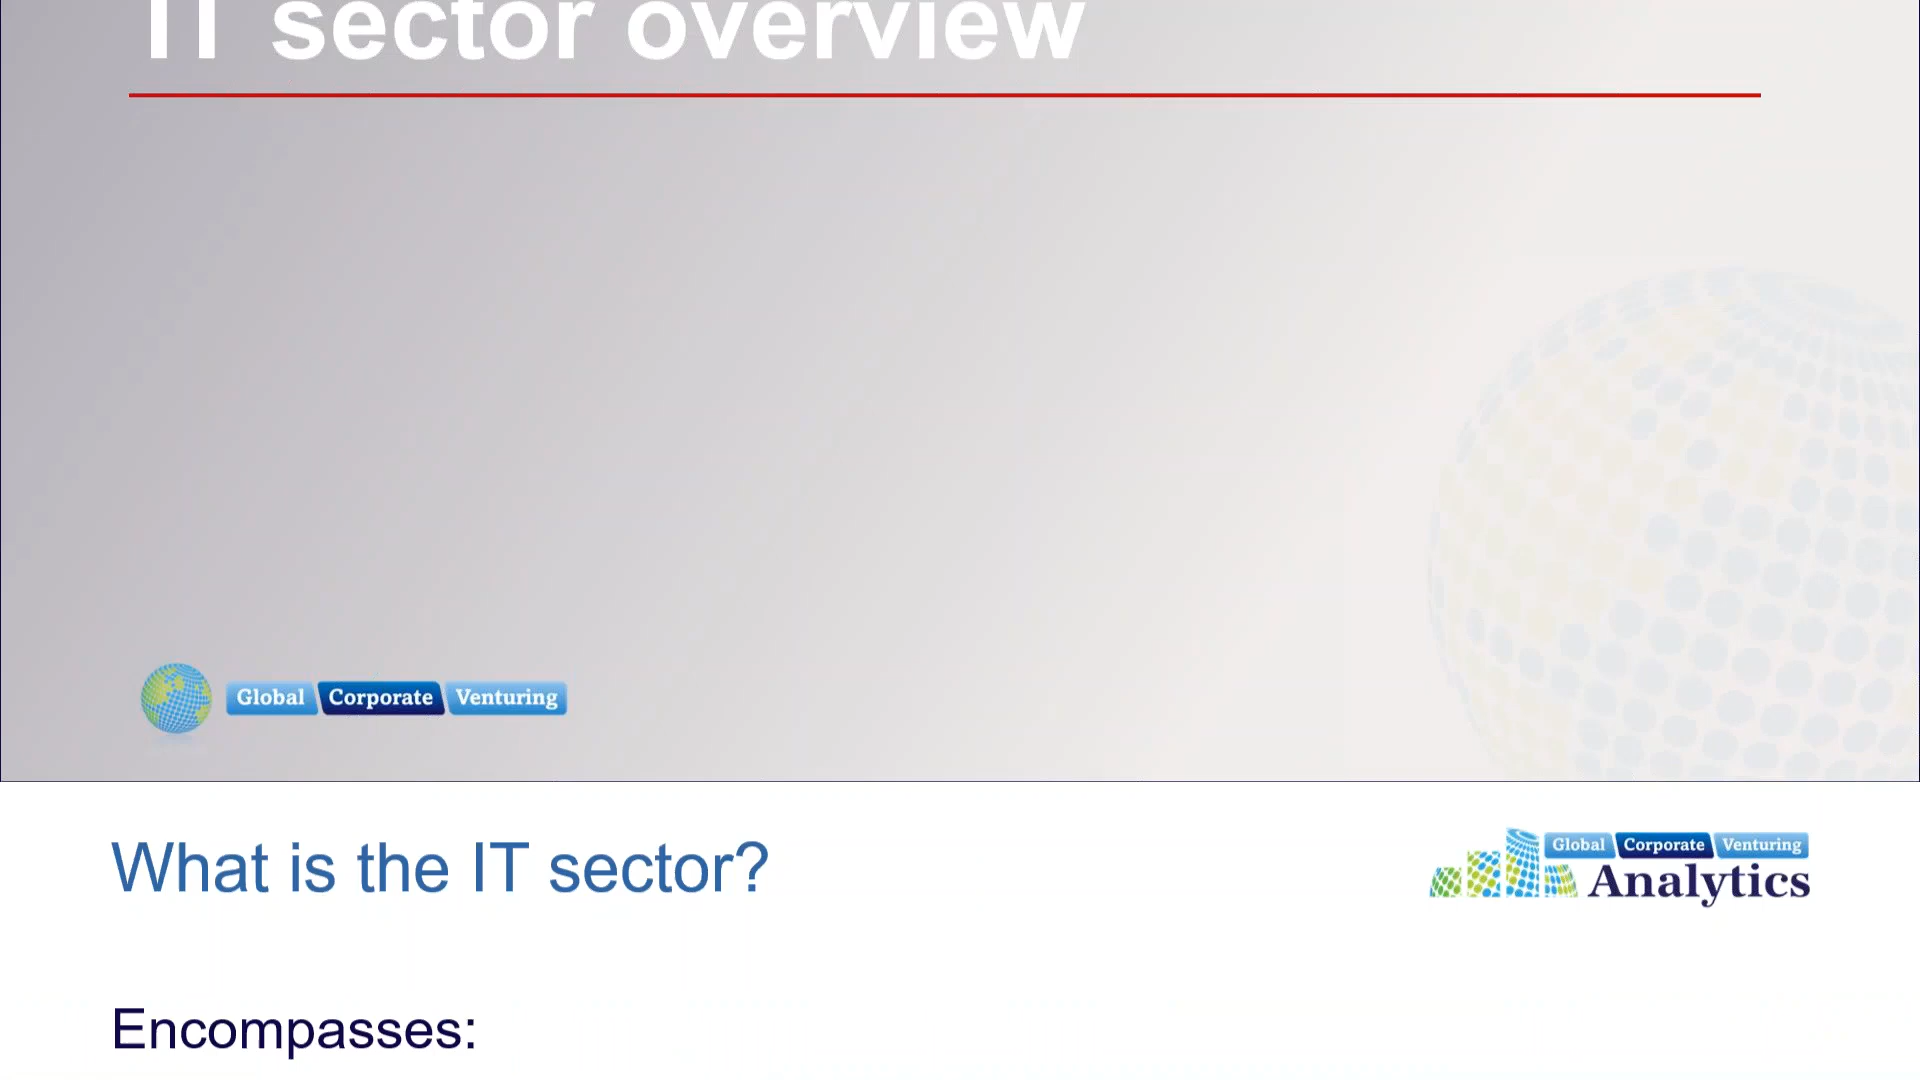 IT sector overview
Global Corporate Venturing
What is the IT sector?
Global Corporate Venturing
Analytics
Encompasses: